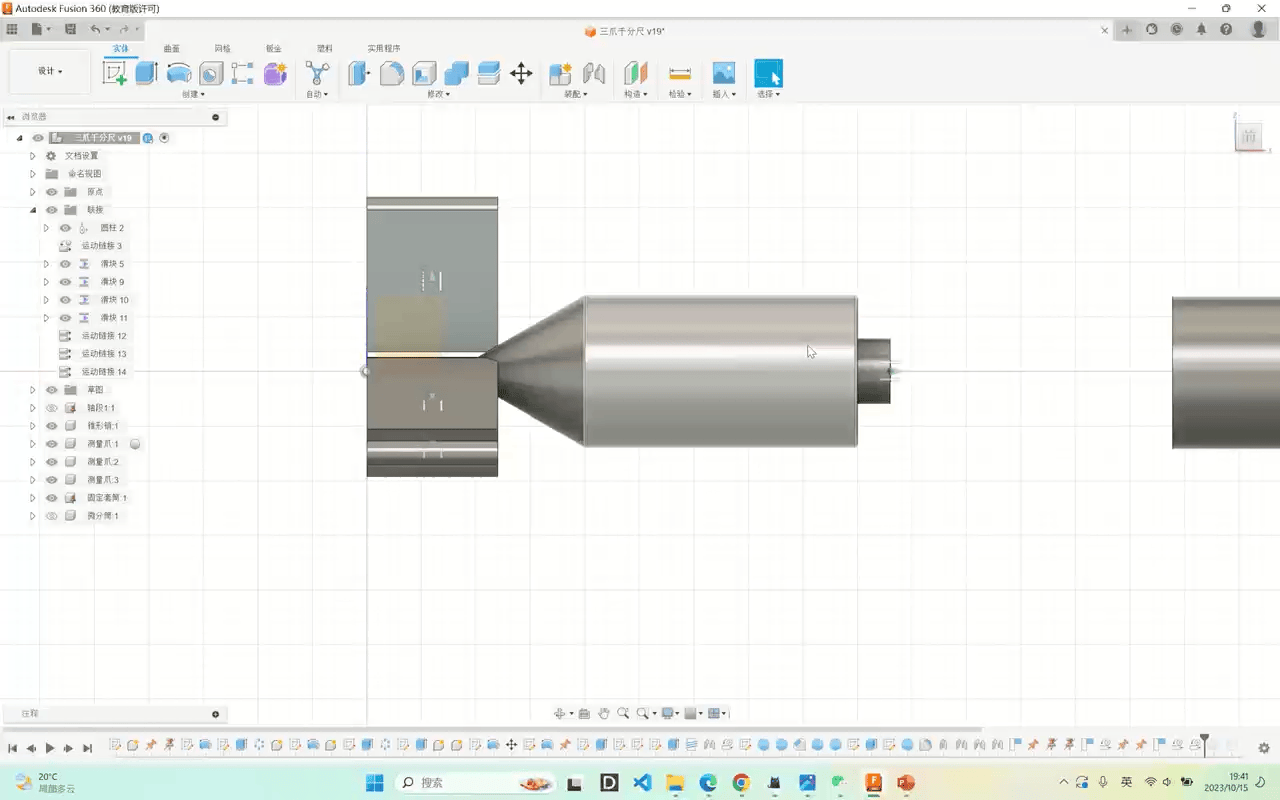 Autodesk Fusion 360 (教育版许可)
三爪千分尺 v19*
实体 曲面 网格 钣金 塑料 实用程序
设计
创建 自动 修改 装配 构造 检验 插入 选择
浏览器
三爪千分尺 v19
文档设置
命名视图
原点
联接
圆柱 2
运动链接 3
滑块 5
滑块 9
滑块 10
滑块 11
运动链接 12
运动链接 13
运动链接 14
草图
轴段1:1
锥形销:1
测量爪:1
测量爪:2
测量爪:3
固定套筒:1
微分筒:1
前
注释
20°C
局部多云
搜索
英
19:41
2023/10/15